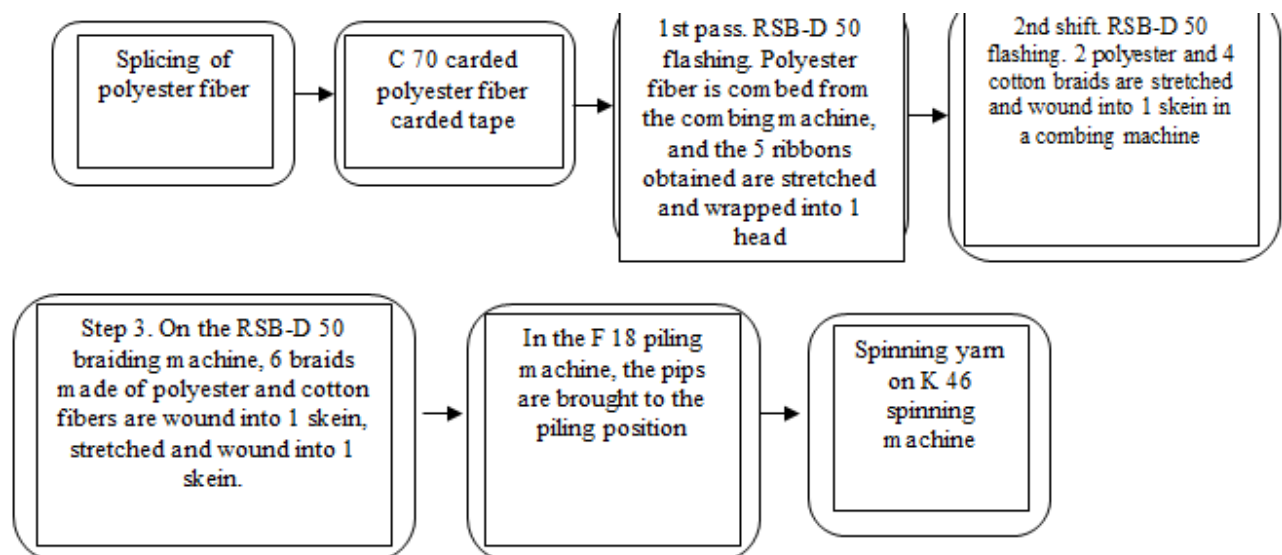 Splicing of
polyester fiber
C 70 carded
polyester fiber
carded tape
1st pass. RSB-D 50
flashing. Polyester
fiber is combed from
the combing machine,
and the 5 ribbons
obtained are stretched
and wrapped into 1
head
2nd shift. RSB-D 50
flashing. 2 polyester and 4
cotton braids are stretched
and wound into 1 skein in
a combing machine
Step 3. On the RSB-D 50
braiding machine, 6 braids
made of polyester and cotton
fibers are wound into 1 skein,
stretched and wound into 1
skein.
In the F 18 piling
machine, the pips
are brought to the
piling position
Spinning yarn
on K 46
spinning
machine